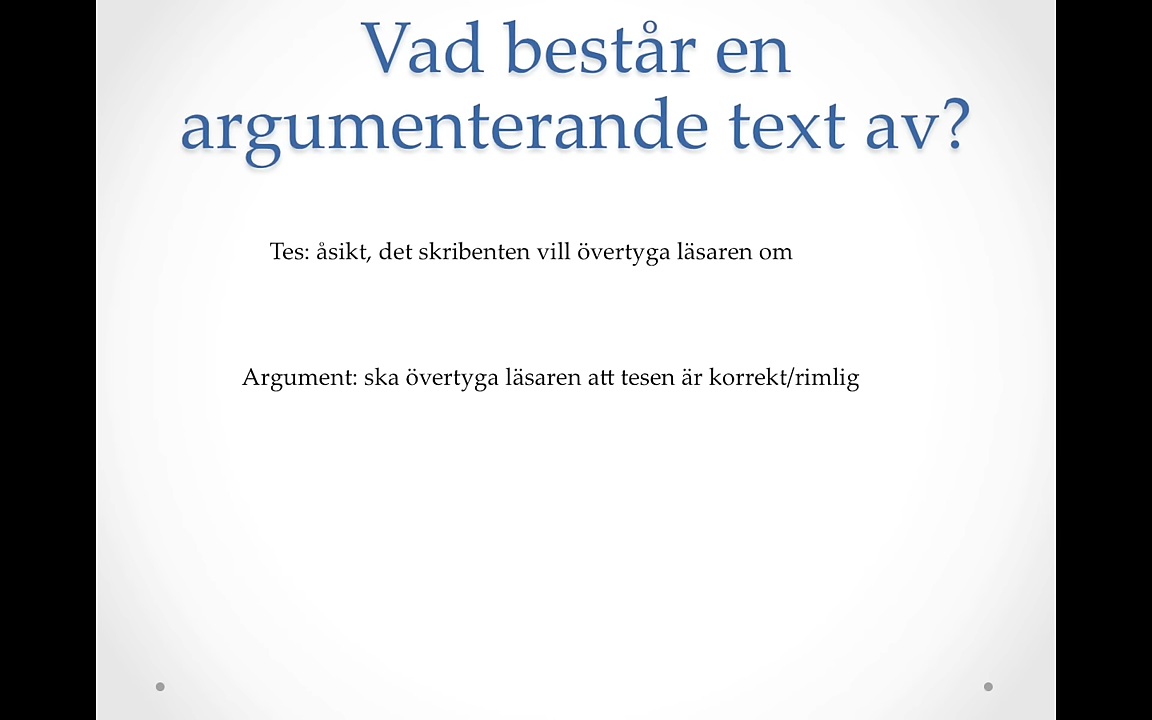 Vad består en
argumenterande text av?
Tes: åsikt, det skribenten vill övertyga läsaren om
Argument: ska övertyga läsaren att tesen är korrekt/rimlig